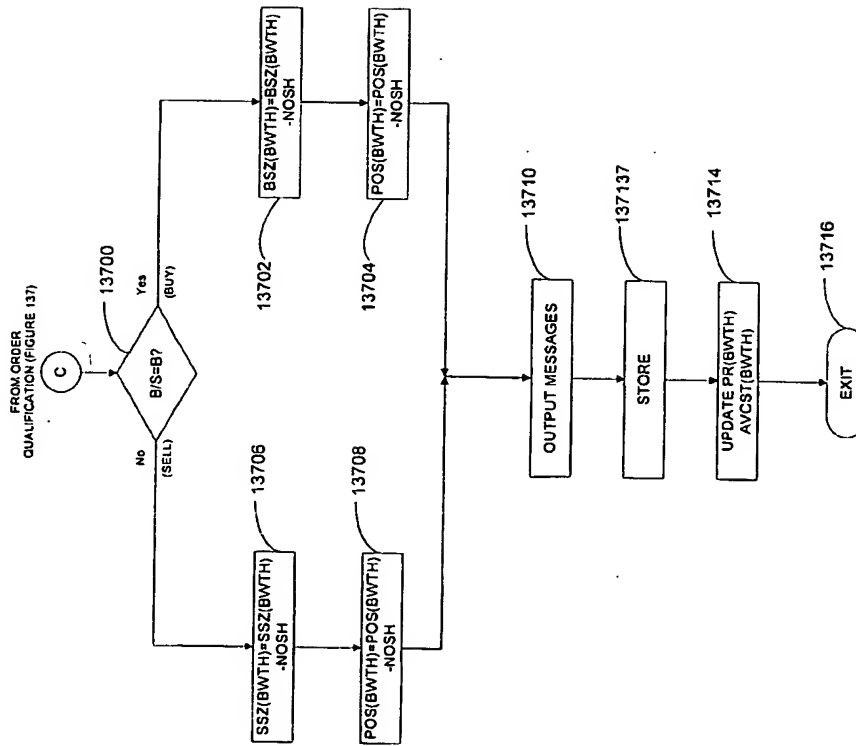 FROM ORDER
QUALIFICATION (FIGURE 137)
C
13700
B/S=B?
No
(SELL)
Yes
(BUY)
13706
SSZ(BWTH)=SSZ(BWTH)
-NOSH
13708
POS(BWTH)=POS(BWTH)
-NOSH
BSZ(BWTH)=BSZ(BWTH)
-NOSH
13702
POS(BWTH)=POS(BWTH)
-NOSH
13704
13710
OUTPUT MESSAGES
13717
STORE
13714
UPDATE PR(BWTH)
AVCST(BWTH)
13716
EXIT